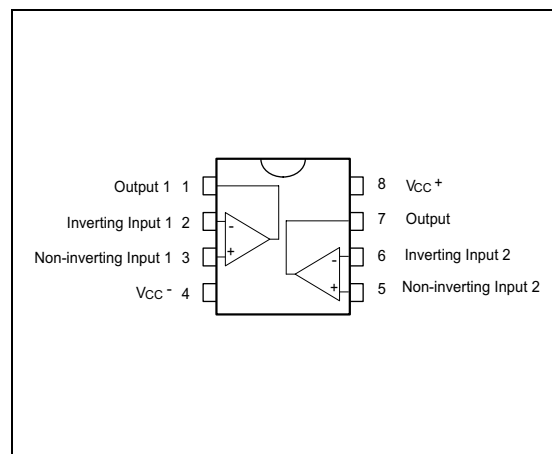 Output 1 1
Inverting Input 1 2
Non-inverting Input 1 3
VCC - 4
8 VCC +
7 Output
6 Inverting Input 2
5 Non-inverting Input 2
-
+
-
+